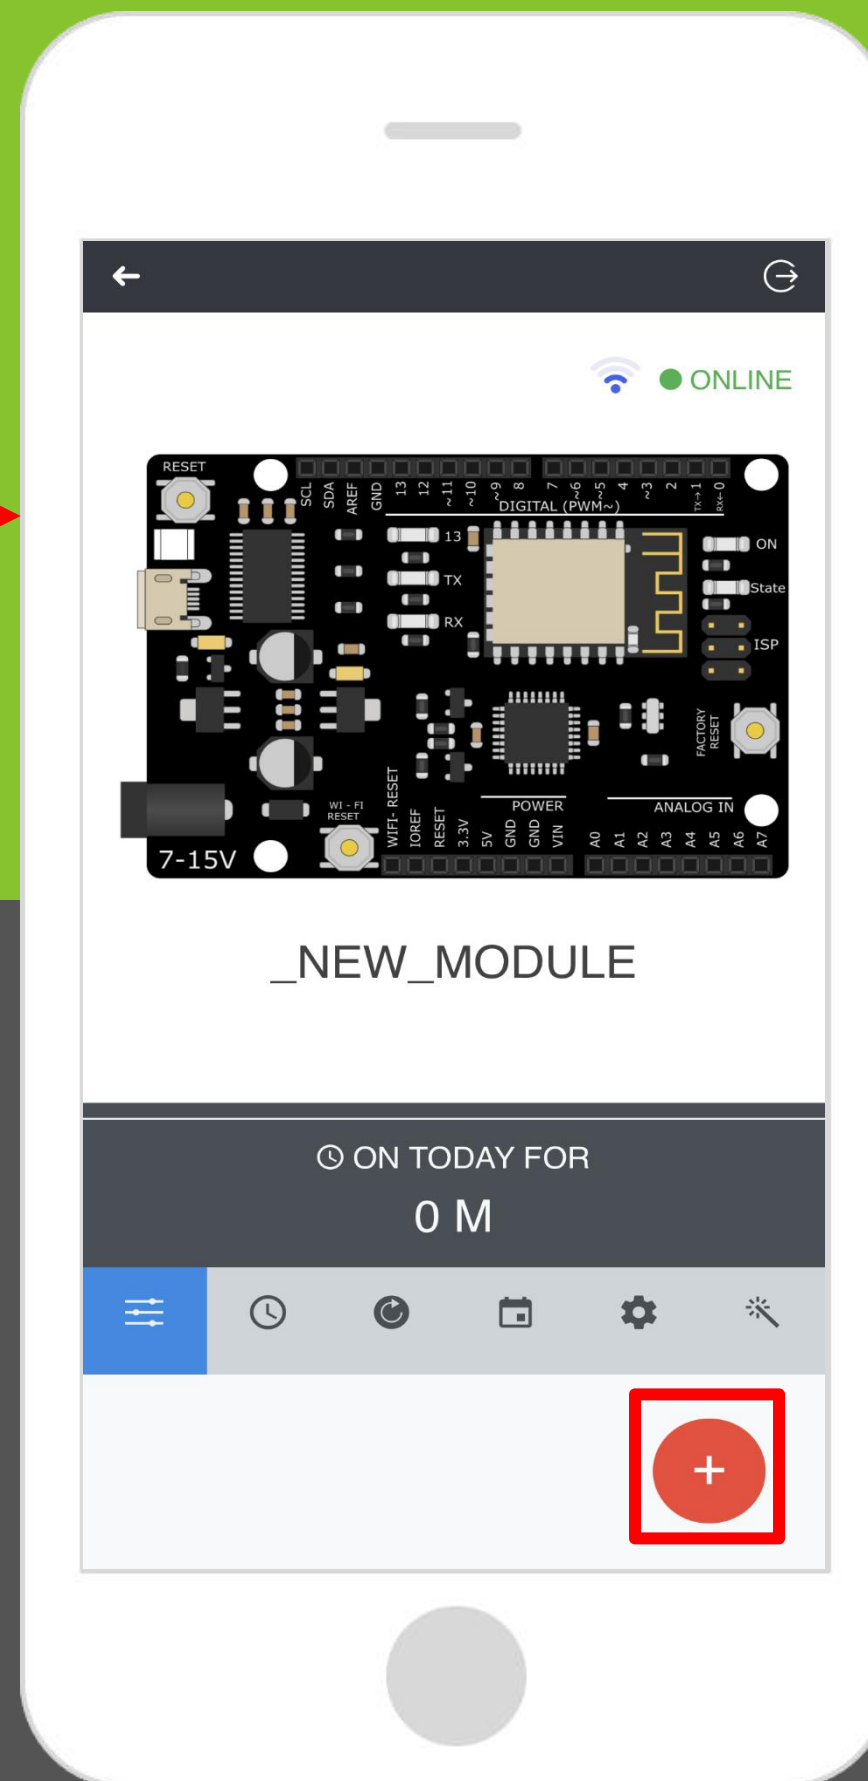 ONLINE
RESET
SCL
SDA
AREF
GND
13
12
~11
~10
~9
8
7
~6
~5
4
~3
2
TX→1
RX←0
DIGITAL (PWM~)
13
TX
RX
ON
State
ISP
FACTORY
RESET
WI - FI
RESET
7-15V
POWER
ANALOG IN
WIFI- RESET
IOREF
RESET
3.3V
5V
GND
GND
VIN
A0
A1
A2
A3
A4
A5
A6
A7
_NEW_MODULE
ON TODAY FOR
0 M